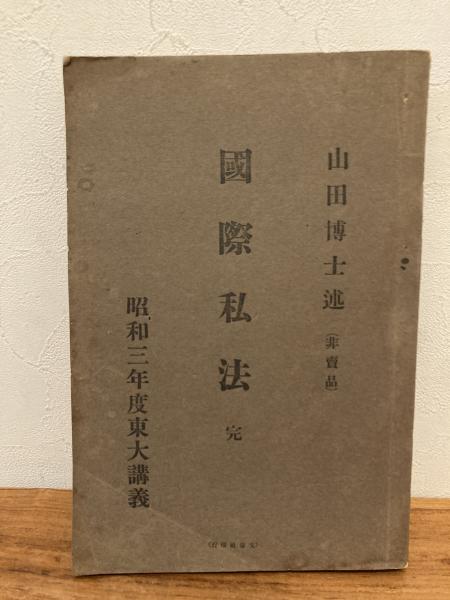 山田博士述（非賣品）
國際私法 完
昭和三年度東大講義